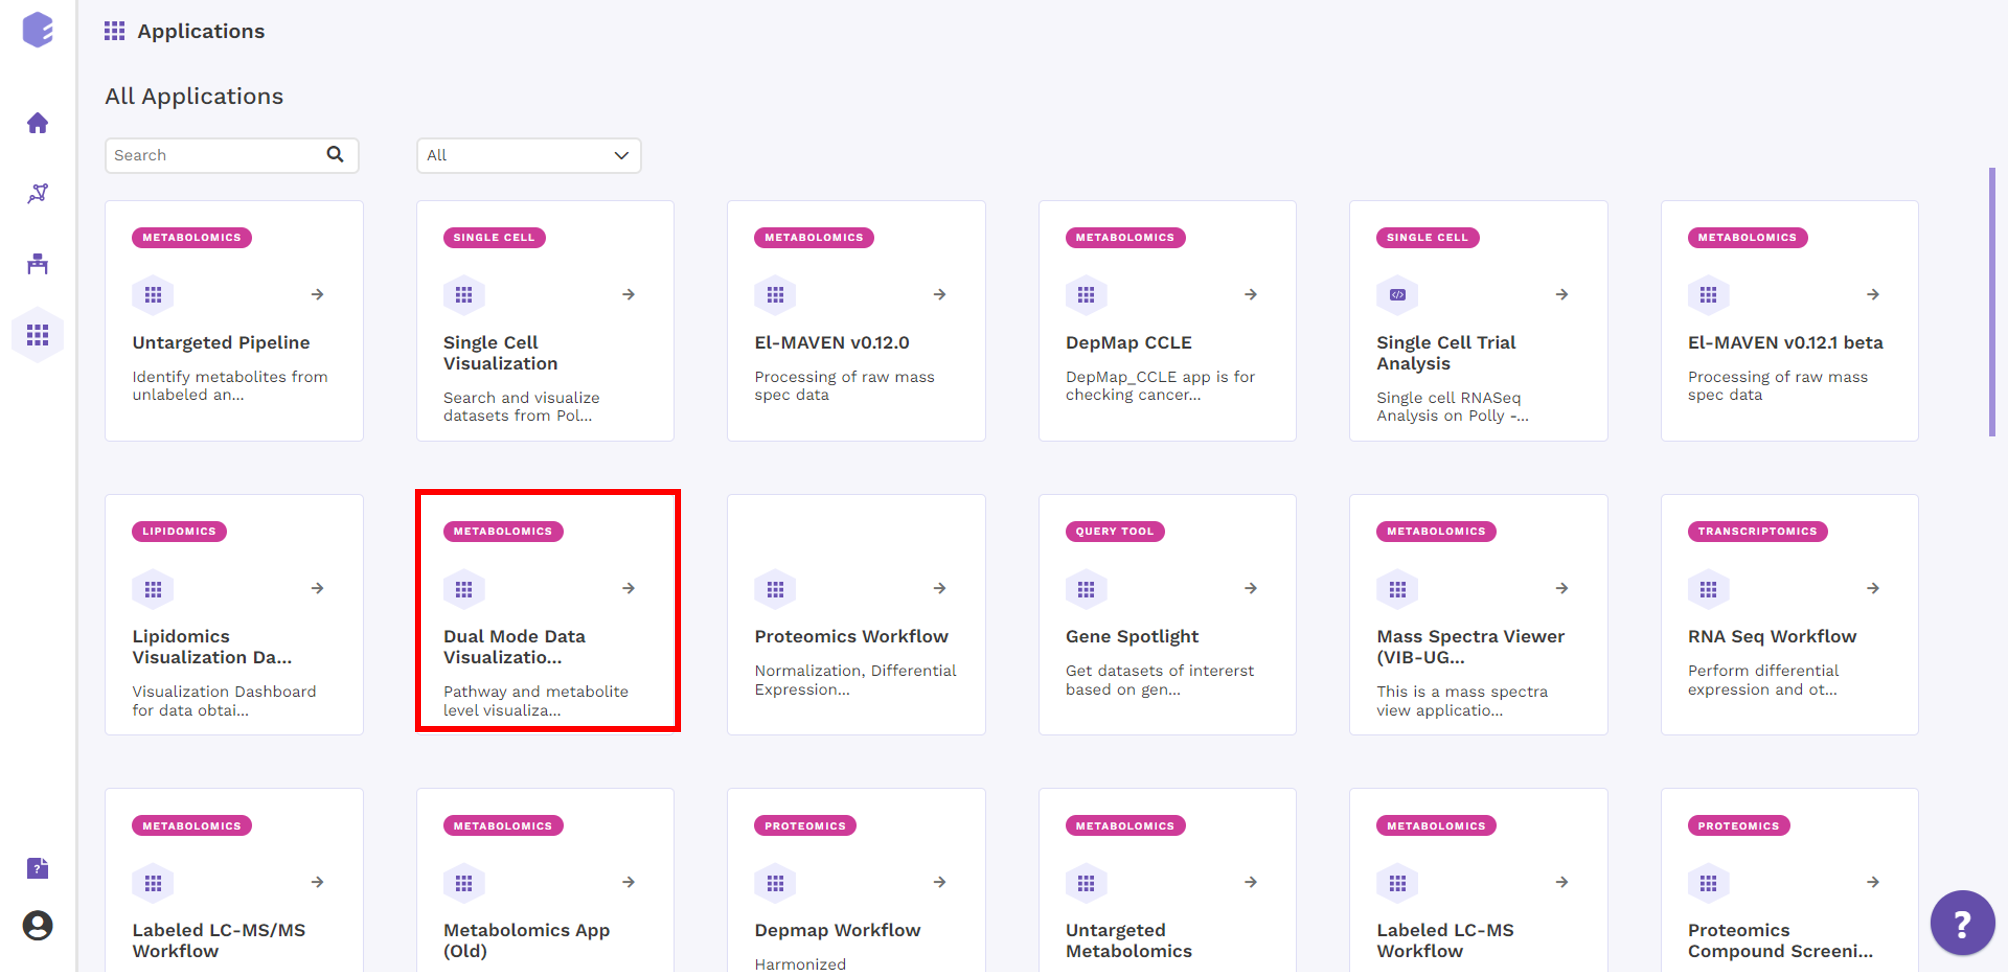 Applications
All Applications
Search
All
METABOLOMICS
Untargeted Pipeline
Identify metabolites from
unlabeled an...
SINGLE CELL
Single Cell
Visualization
Search and visualize
datasets from Pol...
METABOLOMICS
El-MAVEN v0.12.0
Processing of raw mass
spec data
METABOLOMICS
DepMap CCLE
DepMap_CCLE app is for
checking cancer...
SINGLE CELL
Single Cell Trial
Analysis
Single cell RNASeq
Analysis on Polly -...
METABOLOMICS
El-MAVEN v0.12.1 beta
Processing of raw mass
spec data
LIPIDOMICS
Lipidomics
Visualization Da...
Visualization Dashboard
for data obtai...
METABOLOMICS
Dual Mode Data
Visualizatio...
Pathway and metabolite
level visualiza...
Proteomics Workflow
Normalization, Differential
Expression...
QUERY TOOL
Gene Spotlight
Get datasets of intererst
based on gen...
METABOLOMICS
Mass Spectra Viewer
(VIB-UG...
This is a mass spectra
view applicatio...
TRANSCRIPTOMICS
RNA Seq Workflow
Perform differential
expression and ot...
METABOLOMICS
Labeled LC-MS/MS
Workflow
METABOLOMICS
Metabolomics App
(Old)
PROTEOMICS
Depmap Workflow
Harmonized
METABOLOMICS
Untargeted
Metabolomics
METABOLOMICS
Labeled LC-MS
Workflow
PROTEOMICS
Proteomics
Compound Screeni...
?
?